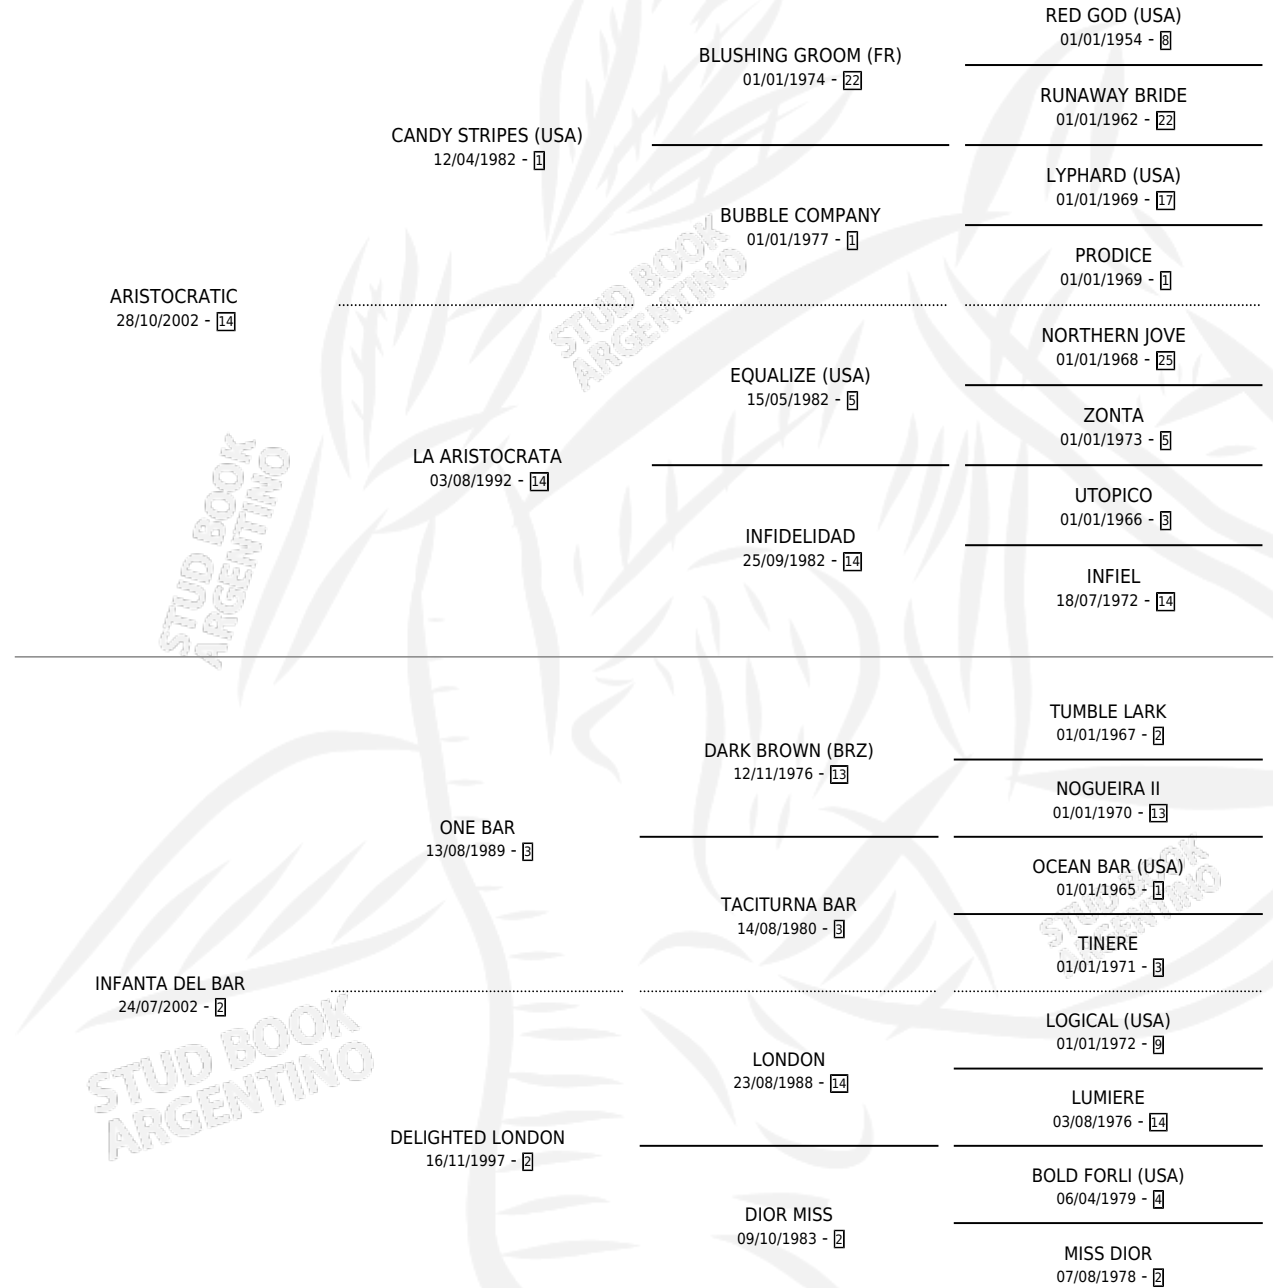 RED GOD (USA)
01/01/1954 - 8
BLUSHING GROOM (FR)
01/01/1974 - 22
RUNAWAY BRIDE
01/01/1962 - 22
CANDY STRIPES (USA)
12/04/1982 - 1
LYPHARD (USA)
01/01/1969 - 17
BUBBLE COMPANY
01/01/1977 - 1
PRODICE
01/01/1969 - 1
ARISTOCRATIC
28/10/2002 - 14
STUD BOOK
ARGENTINO
NORTHERN JOVE
01/01/1968 - 25
EQUALIZE (USA)
15/05/1982 - 5
ZONTA
01/01/1973 - 5
LA ARISTOCRATA
03/08/1992 - 14
UTOPICO
01/01/1966 - 3
INFIDELIDAD
25/09/1982 - 14
INFIEL
18/07/1972 - 14
STUD BOOK
ARGENTINO
TUMBLE LARK
01/01/1967 - 2
DARK BROWN (BRZ)
12/11/1976 - 13
NOGUEIRA II
01/01/1970 - 13
ONE BAR
13/08/1989 - 3
OCEAN BAR (USA)
01/01/1965 - 1
TACITURNA BAR
14/08/1980 - 3
STUD BOOK
ARGENTINO
TINERE
01/01/1971 - 3
INFANTA DEL BAR
24/07/2002 - 2
LOGICAL (USA)
01/01/1972 - 9
LONDON
23/08/1988 - 14
STUD BOOK
ARGENTINO
LUMIERE
03/08/1976 - 14
DELIGHTED LONDON
16/11/1997 - 2
BOLD FORLI (USA)
06/04/1979 - 4
DIOR MISS
09/10/1983 - 2
MISS DIOR
07/08/1978 - 2